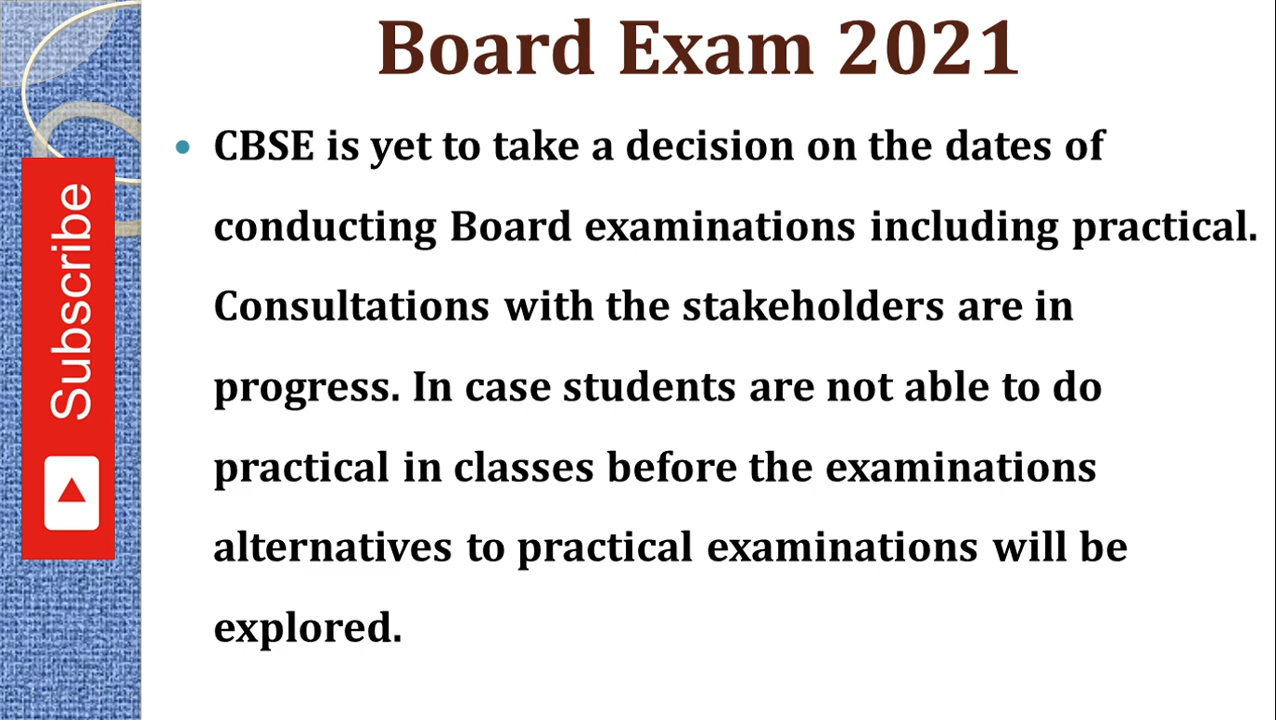 Board Exam 2021
CBSE is yet to take a decision on the dates of
conducting Board examinations including practical.
Consultations with the stakeholders are in
progress. In case students are not able to do
practical in classes before the examinations
alternatives to practical examinations will be
explored.
Subscribe